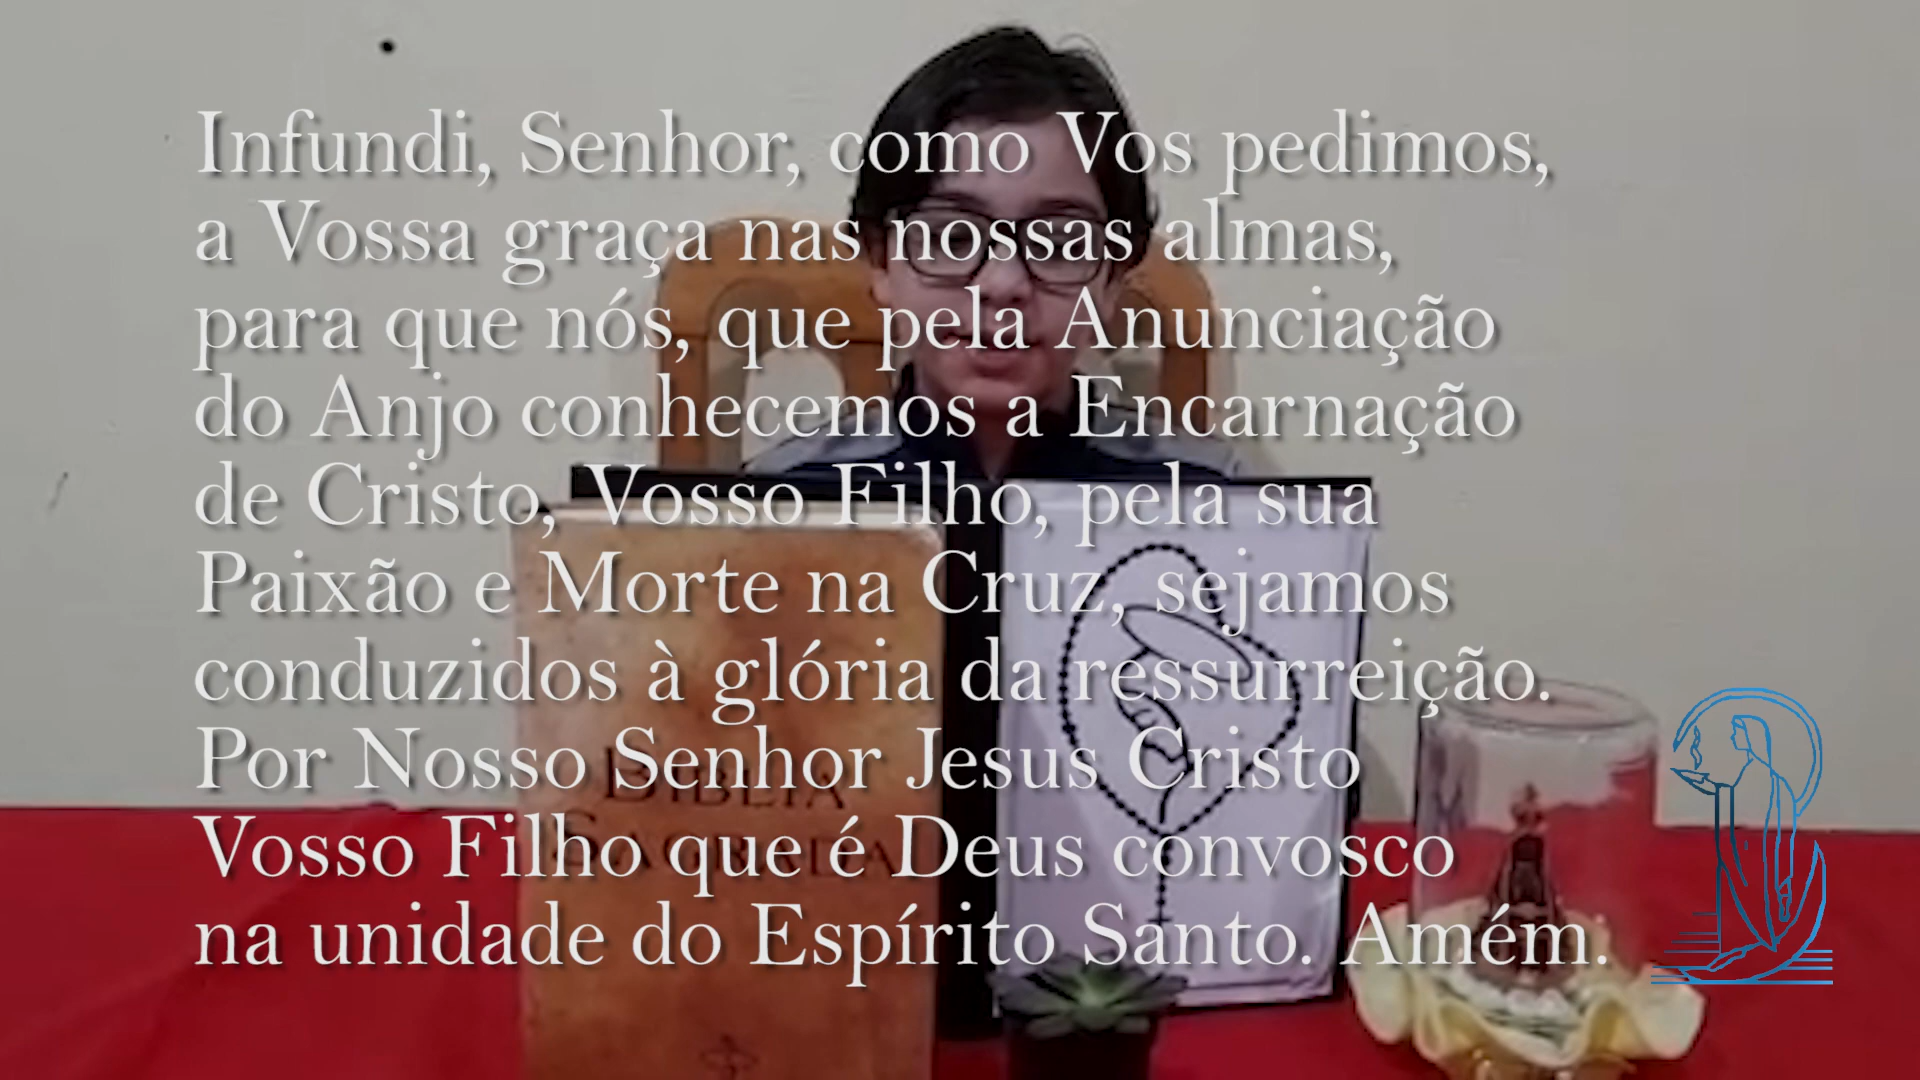 Infundi, Senhor, como Vos pedimos,
a Vossa graça nas nossas almas,
para que nós, que pela Anunciação
do Anjo conhecemos a Encarnação
de Cristo, Vosso Filho, pela sua
Paixão e Morte na Cruz, sejamos
conduzidos à glória da ressurreição.
Por Nosso Senhor Jesus Cristo
Vosso Filho que é Deus convosco
na unidade do Espírito Santo. Amém.
BÍBLIA
SAGRADA